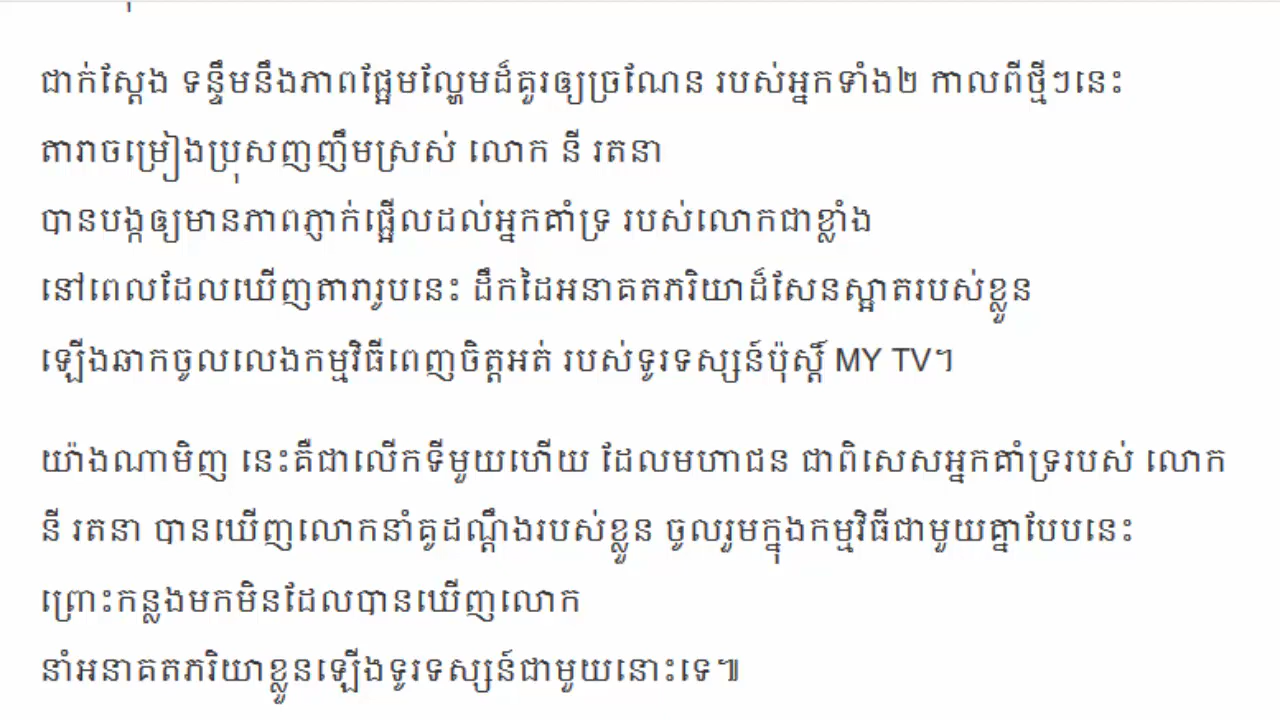 ជាក់ស្តែង ទន្ទឹមនឹងភាពផ្អែមល្ហែមដ៏គួរឲ្យច្រណែន របស់អ្នកទាំង២ កាលពីថ្មីៗនេះ
តារាចម្រៀងប្រុសញញឹមស្រស់ លោក នី រតនា
បានបង្កឲ្យមានភាពភ្ញាក់ផ្អើលដល់អ្នកគាំទ្រ របស់លោកជាខ្លាំង
នៅពេលដែលឃើញតារារូបនេះ ដឹកដៃអនាគតភរិយាដ៏សែនស្អាតរបស់ខ្លួន
ឡើងឆាកចូលលេងកម្មវិធីពេញចិត្តអត់ របស់ទូរទស្សន៍ប៉ុស្តិ៍ MY TV។
យ៉ាងណាមិញ នេះគឺជាលើកទីមួយហើយ ដែលមហាជន ជាពិសេសអ្នកគាំទ្ររបស់ លោក
នី រតនា បានឃើញលោកនាំគូដណ្តឹងរបស់ខ្លួន ចូលរួមក្នុងកម្មវិធីជាមួយគ្នាបែបនេះ
ព្រោះកន្លងមកមិនដែលបានឃើញលោក
នាំអនាគតភរិយាខ្លួនឡើងទូរទស្សន៍ជាមួយនោះទេ៕